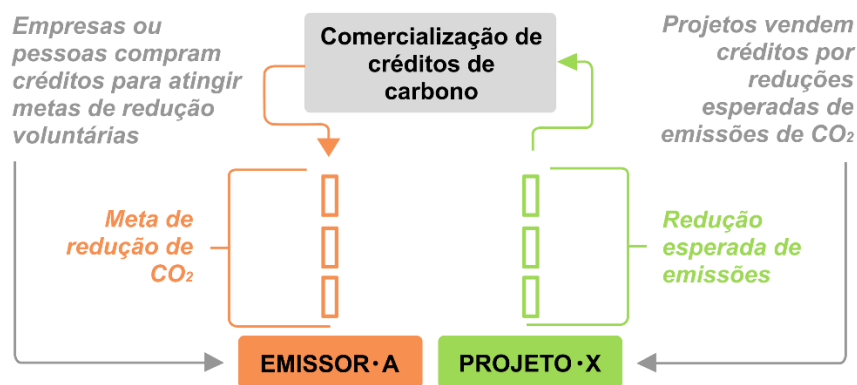 Empresas ou
pessoas compram
créditos para atingir
metas de redução
voluntárias
Comercialização de
créditos de
carbono
Projetos vendem
créditos por
reduções
esperadas de
emissões de CO₂
Meta de
redução de
CO₂
Redução
esperada de
emissões
EMISSOR·A
PROJETO·X